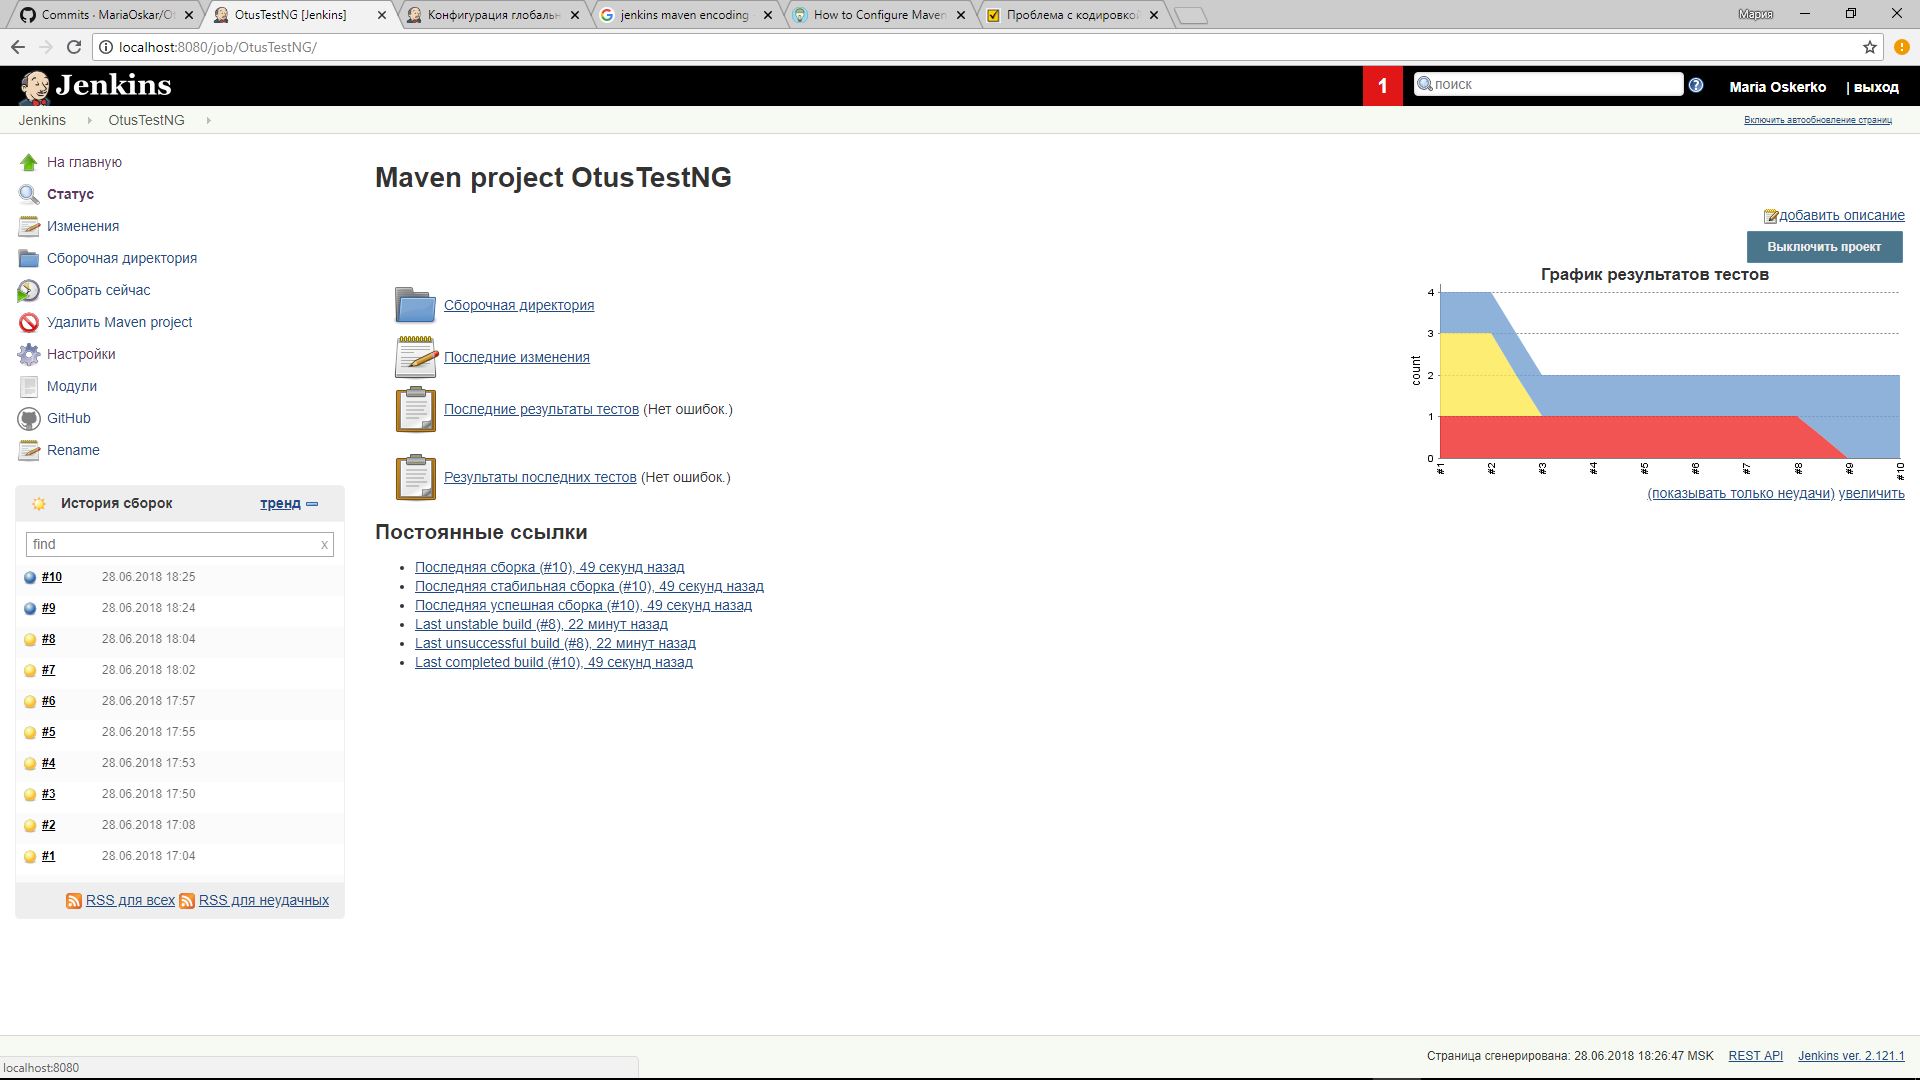 Commits · MariaOskar/Ot
OtusTestNG [Jenkins]
Конфигурация глобальн
jenkins maven encoding
How to Configure Maven
Проблема с кодировкой
Мария
localhost:8080/job/OtusTestNG/
Jenkins
1
поиск
Maria Oskerko
| выход
Jenkins
OtusTestNG
Включить автообновление страниц
На главную
Статус
Изменения
Сборочная директория
Собрать сейчас
Удалить Maven project
Настройки
Модули
GitHub
Rename
История сборок
тренд
find
x
#10 28.06.2018 18:25
#9 28.06.2018 18:24
#8 28.06.2018 18:04
#7 28.06.2018 18:02
#6 28.06.2018 17:57
#5 28.06.2018 17:55
#4 28.06.2018 17:53
#3 28.06.2018 17:50
#2 28.06.2018 17:08
#1 28.06.2018 17:04
RSS для всех
RSS для неудачных
Maven project OtusTestNG
добавить описание
Выключить проект
Сборочная директория
Последние изменения
Последние результаты тестов (Нет ошибок.)
Результаты последних тестов (Нет ошибок.)
График результатов тестов
count
4
3
2
1
0
#1
#2
#3
#4
#5
#6
#7
#8
#9
#10
(показывать только неудачи) увеличить
Постоянные ссылки
Последняя сборка (#10), 49 секунд назад
Последняя стабильная сборка (#10), 49 секунд назад
Последняя успешная сборка (#10), 49 секунд назад
Last unstable build (#8), 22 минут назад
Last unsuccessful build (#8), 22 минут назад
Last completed build (#10), 49 секунд назад
Страница сгенерирована: 28.06.2018 18:26:47 MSK
REST API
Jenkins ver. 2.121.1
localhost:8080